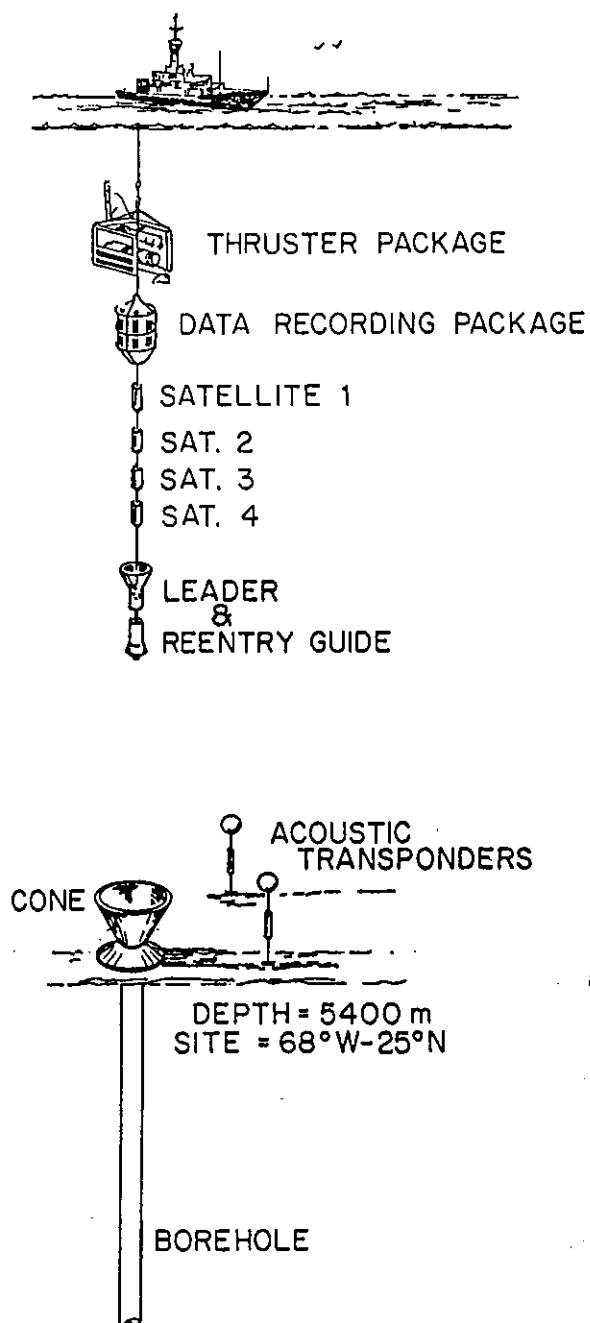 THRUSTER PACKAGE
DATA RECORDING PACKAGE
SATELLITE 1
SAT. 2
SAT. 3
SAT. 4
LEADER
&
REENTRY GUIDE
ACOUSTIC
TRANSPONDERS
CONE
DEPTH = 5400 m
SITE = 68°W-25°N
BOREHOLE